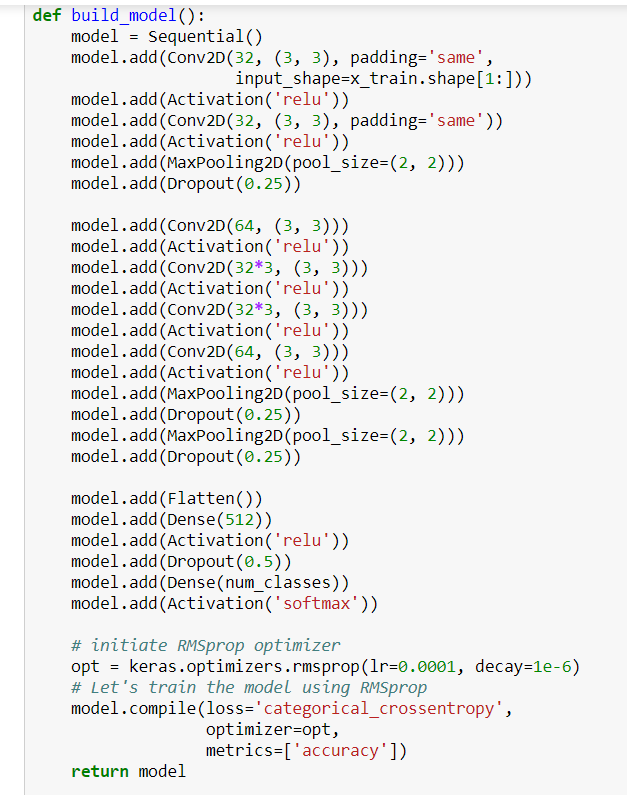 def build_model():
    model = Sequential()
    model.add(Conv2D(32, (3, 3), padding='same',
                     input_shape=x_train.shape[1:]))
    model.add(Activation('relu'))
    model.add(Conv2D(32, (3, 3), padding='same'))
    model.add(Activation('relu'))
    model.add(MaxPooling2D(pool_size=(2, 2)))
    model.add(Dropout(0.25))

    model.add(Conv2D(64, (3, 3)))
    model.add(Activation('relu'))
    model.add(Conv2D(32*3, (3, 3)))
    model.add(Activation('relu'))
    model.add(Conv2D(32*3, (3, 3)))
    model.add(Activation('relu'))
    model.add(Conv2D(64, (3, 3)))
    model.add(Activation('relu'))
    model.add(MaxPooling2D(pool_size=(2, 2)))
    model.add(Dropout(0.25))
    model.add(MaxPooling2D(pool_size=(2, 2)))
    model.add(Dropout(0.25))

    model.add(Flatten())
    model.add(Dense(512))
    model.add(Activation('relu'))
    model.add(Dropout(0.5))
    model.add(Dense(num_classes))
    model.add(Activation('softmax'))

    # initiate RMSprop optimizer
    opt = keras.optimizers.rmsprop(lr=0.0001, decay=1e-6)
    # Let's train the model using RMSprop
    model.compile(loss='categorical_crossentropy',
                  optimizer=opt,
                  metrics=['accuracy'])
    return model